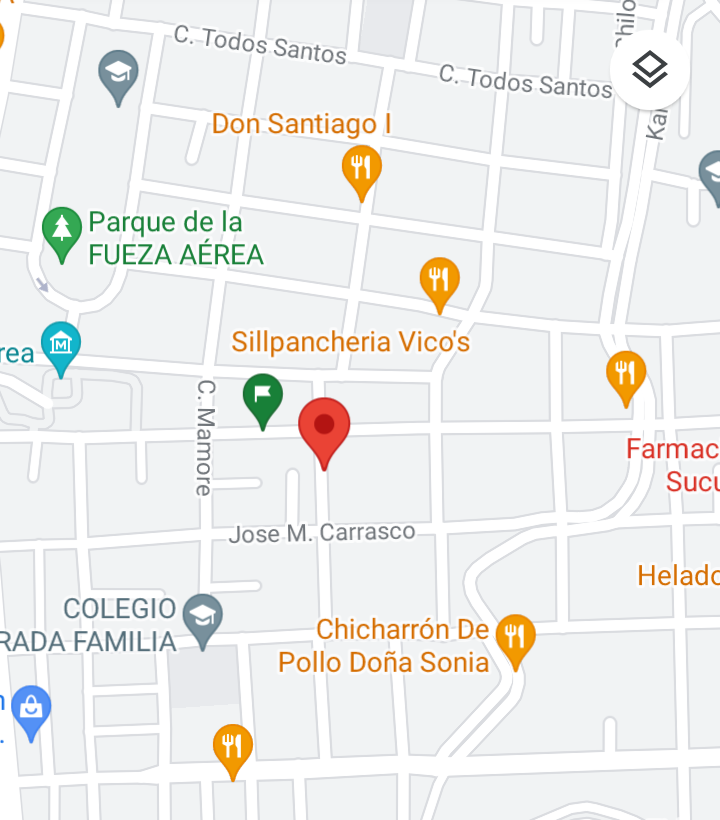 C. Todos Santos
C. Todos Santos
Don Santiago I
Parque de la
FUEZA AÉREA
Sillpancheria Vico's
rea
C. Mamore
Farmac
Sucu
Jose M. Carrasco
Helado
COLEGIO
RADA FAMILIA
Chicharrón De
Pollo Doña Sonia